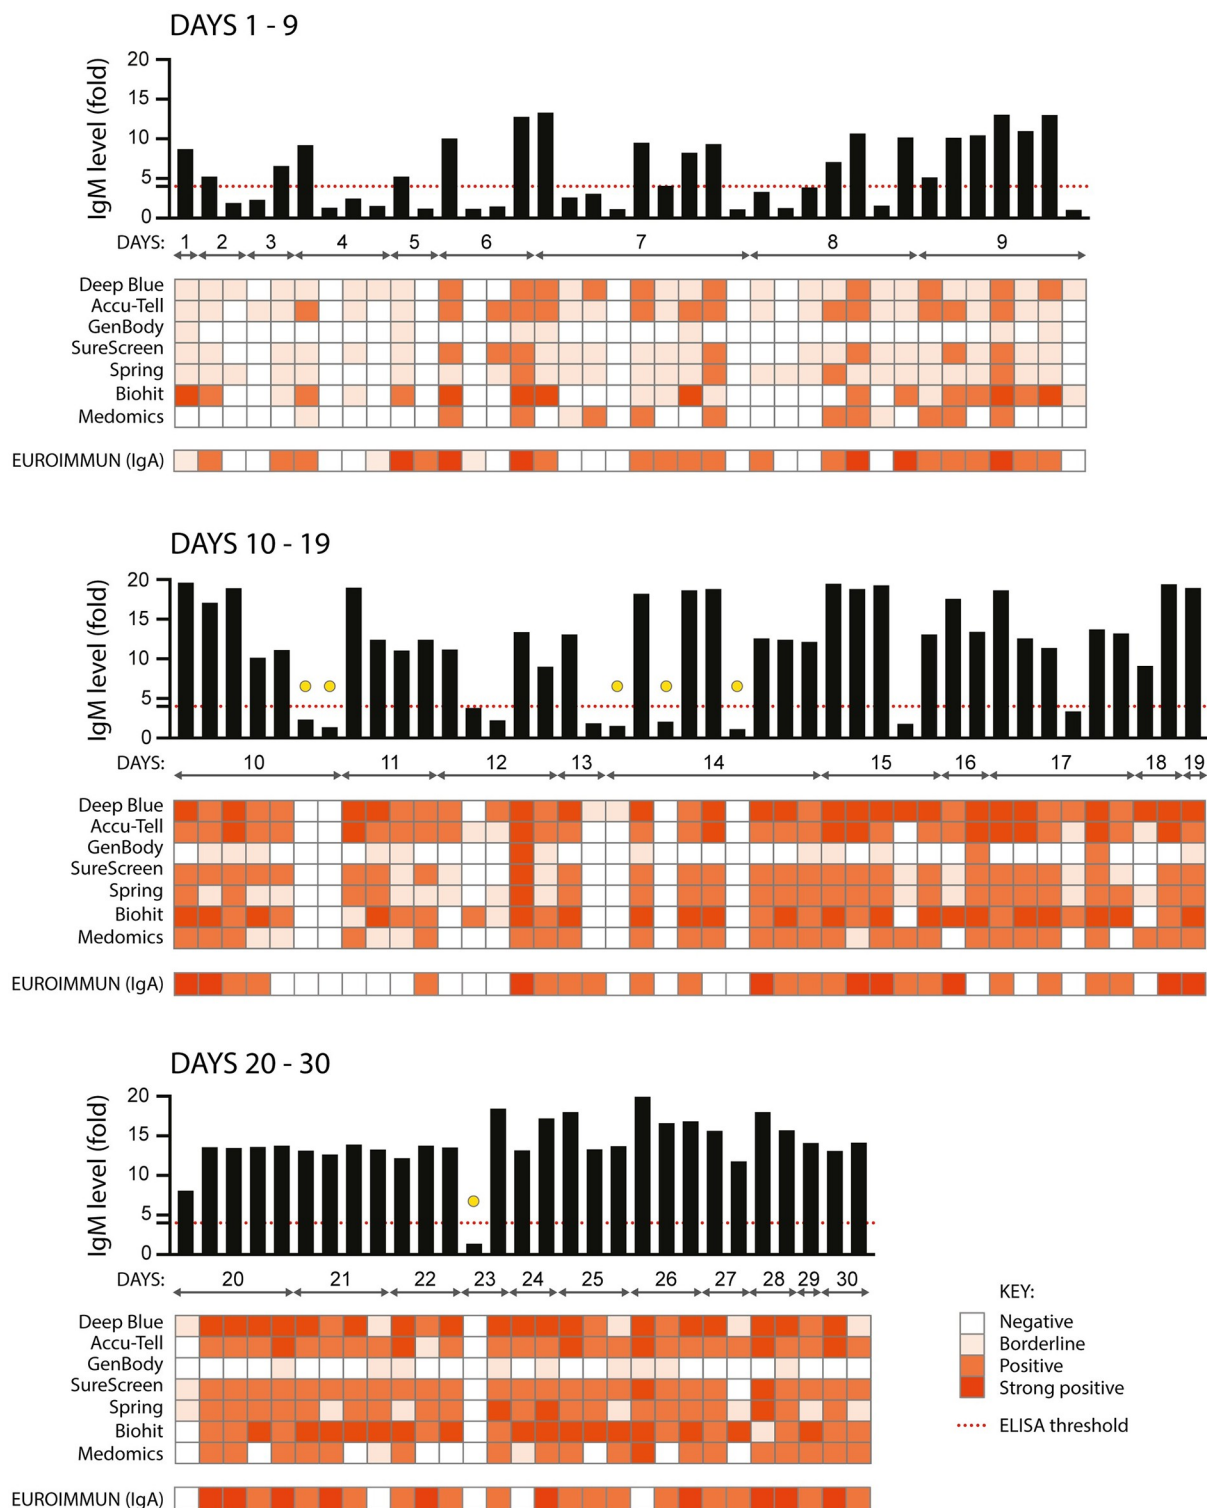 DAYS 1 - 9
IgM level (fold)
20
15
10
5
0
DAYS: 1 2 3 4 5 6 7 8 9
Deep Blue
Accu-Tell
GenBody
SureScreen
Spring
Biohit
Medomics
EUROIMMUN (IgA)
DAYS 10 - 19
IgM level (fold)
20
15
10
5
0
DAYS: 10 11 12 13 14 15 16 17 18 19
Deep Blue
Accu-Tell
GenBody
SureScreen
Spring
Biohit
Medomics
EUROIMMUN (IgA)
DAYS 20 - 30
IgM level (fold)
20
15
10
5
0
DAYS: 20 21 22 23 24 25 26 27 28 29 30
Deep Blue
Accu-Tell
GenBody
SureScreen
Spring
Biohit
Medomics
EUROIMMUN (IgA)
KEY:
Negative
Borderline
Positive
Strong positive
ELISA threshold